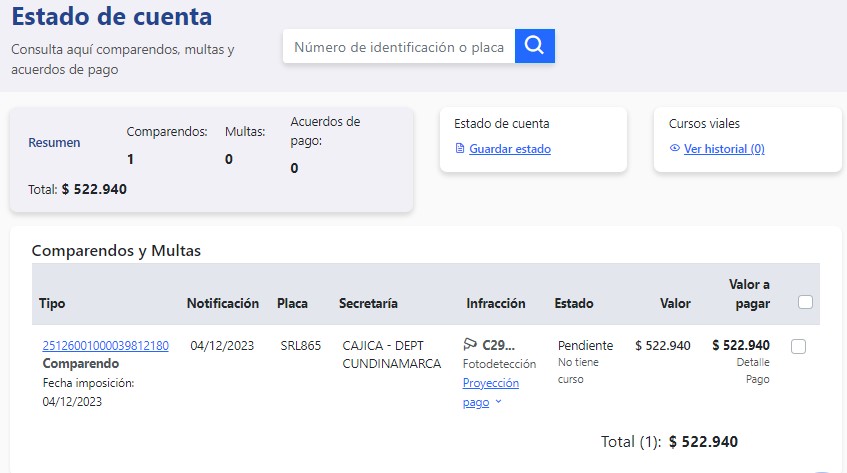 Estado de cuenta
Consulta aquí comparendos, multas y
acuerdos de pago
Número de identificación o placa
Resumen
Comparendos:
1
Multas:
0
Acuerdos de
pago:
0
Total: $ 522.940
Estado de cuenta
Guardar estado
Cursos viales
Ver historial (0)
Comparendos y Multas
Tipo Notificación Placa Secretaría Infracción Estado Valor Valor a
pagar
25126001000039812180
Comparendo
Fecha imposición:
04/12/2023
04/12/2023
SRL865
CAJICA - DEPT
CUNDINAMARCA
C29...
Fotodetección
Proyección
pago
Pendiente
No tiene
curso
$ 522.940
$ 522.940
Detalle
Pago
Total (1): $ 522.940